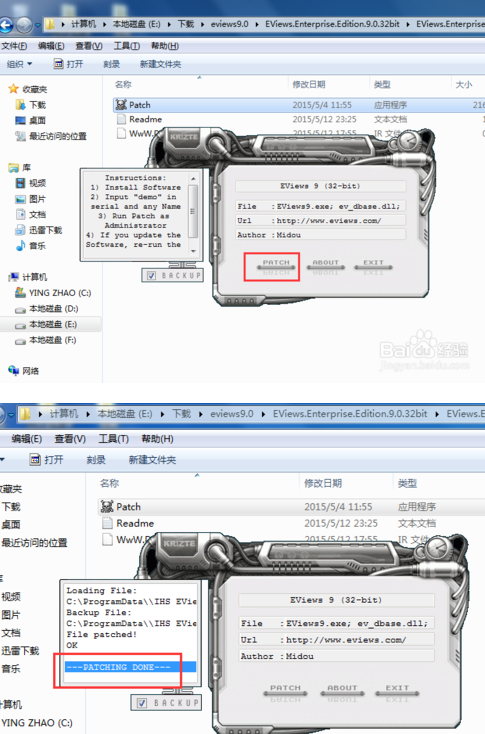 计算机 本地磁盘 (E:) 下载 eviews9.0 EViews.Enterprise.Edition.9.0.32bit EViews.Enterprise
文件(F) 编辑(E) 查看(V) 工具(T) 帮助(H)
组织 打开 刻录 新建文件夹
收藏夹
下载
桌面
最近访问的位置
库
视频
图片
文档
迅雷下载
音乐
计算机
YING ZHAO (C:)
本地磁盘 (D:)
本地磁盘 (E:)
本地磁盘 (F:)
网络
名称 修改日期 类型 大小
Patch 2015/5/4 11:55 应用程序 216
Readme 2015/5/12 23:25 文本文档
2015/5/12 17:55
KRIZTE
Instructions:
1) Install Software
2) Input "demo" in
serial and any Name
3) Run Patch as
Administrator
4) If you update the
Software, re-run the
BACKUP
EViews 9 (32-bit)
File :EViews9.exe; ev_dbase.dll;
Url :http://www.eviews.com/
Author :Midou
PATCH ABOUT EXIT
Baidu 经验
jingyan.baidu.com
计算机 本地磁盘 (E:) 下载 eviews9.0 EViews.Enterprise.Edition.9.0.32bit EViews.E
编辑(E) 查看(V) 工具(T) 帮助(H)
打开 刻录 新建文件夹
藏夹
下载
桌面
最近访问的位置
视频
图片
文档
迅雷下载
音乐
算机
YING ZHAO (C:)
名称 修改日期 类型
Patch 2015/5/4 11:55 应用程序
Readme 2015/5/12 23:25 文本文档
2015/5/12 17:55
KRIZTE
Loading File:
C:\ProgramData\\IHS EVie
Backup File:
C:\ProgramData\\IHS EVie
File patched!
OK
---PATCHING DONE---
BACKUP
EViews 9 (32-bit)
File :EViews9.exe; ev_dbase.dll;
Url :http://www.eviews.com/
Author :Midou
PATCH ABOUT EXIT